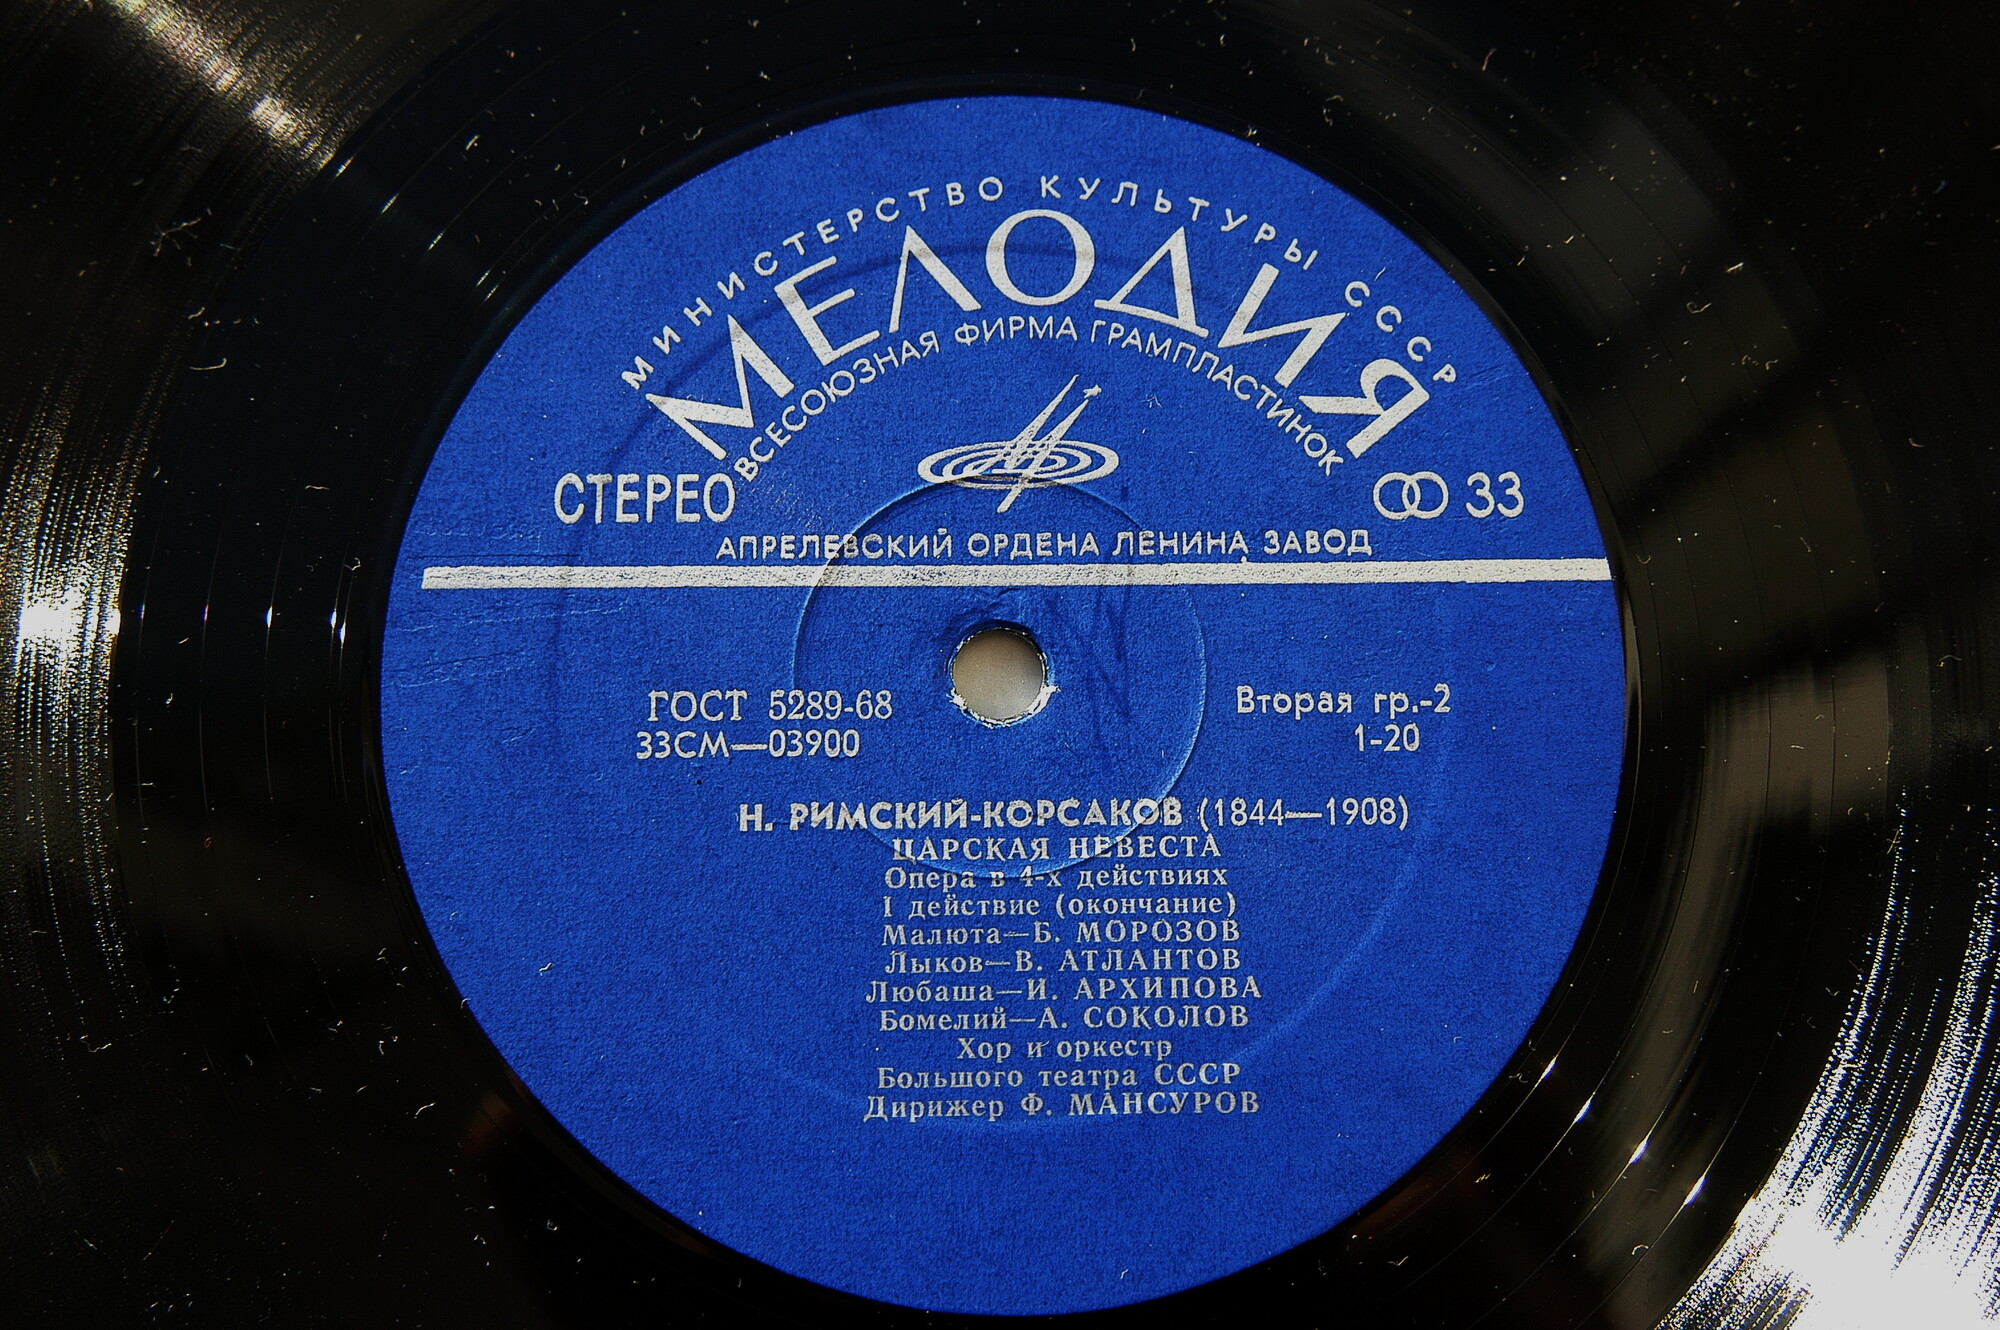 МИНИСТЕРСТВО КУЛЬТУРЫ СССР
МЕЛОДИЯ
ВСЕСОЮЗНАЯ ФИРМА ГРАМПЛАСТИНОК
СТЕРЕО
33
АПРЕЛЕВСКИЙ ОРДЕНА ЛЕНИНА ЗАВОД
ГОСТ 5289-68
33СМ—03900
Вторая гр.-2
1-20
Н. РИМСКИЙ-КОРСАКОВ (1844—1908)
ЦАРСКАЯ НЕВЕСТА
Опера в 4-х действиях
I действие (окончание)
Малюта—Б. МОРОЗОВ
Лыков—В. АТЛАНТОВ
Любаша—И. АРХИПОВА
Бомелий—А. СОКОЛОВ
Хор и оркестр
Большого театра СССР
Дирижер Ф. МАНСУРОВ